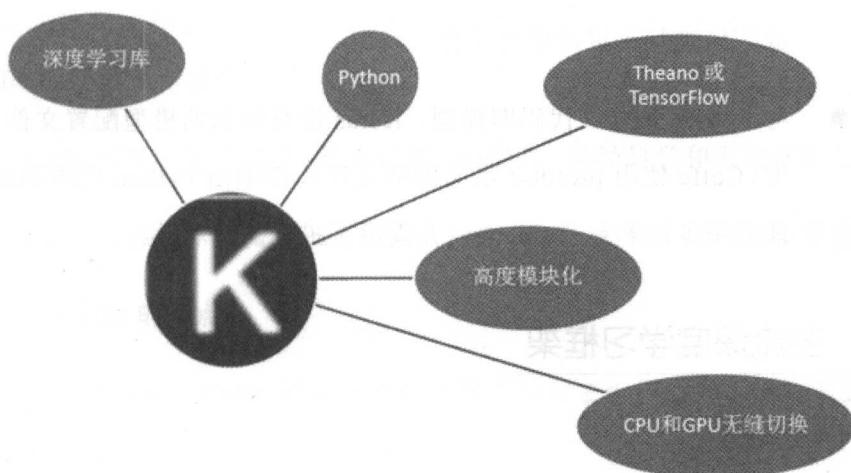 深度学习库
Python
Theano 或
TensorFlow
K
高度模块化
CPU和GPU无缝切换